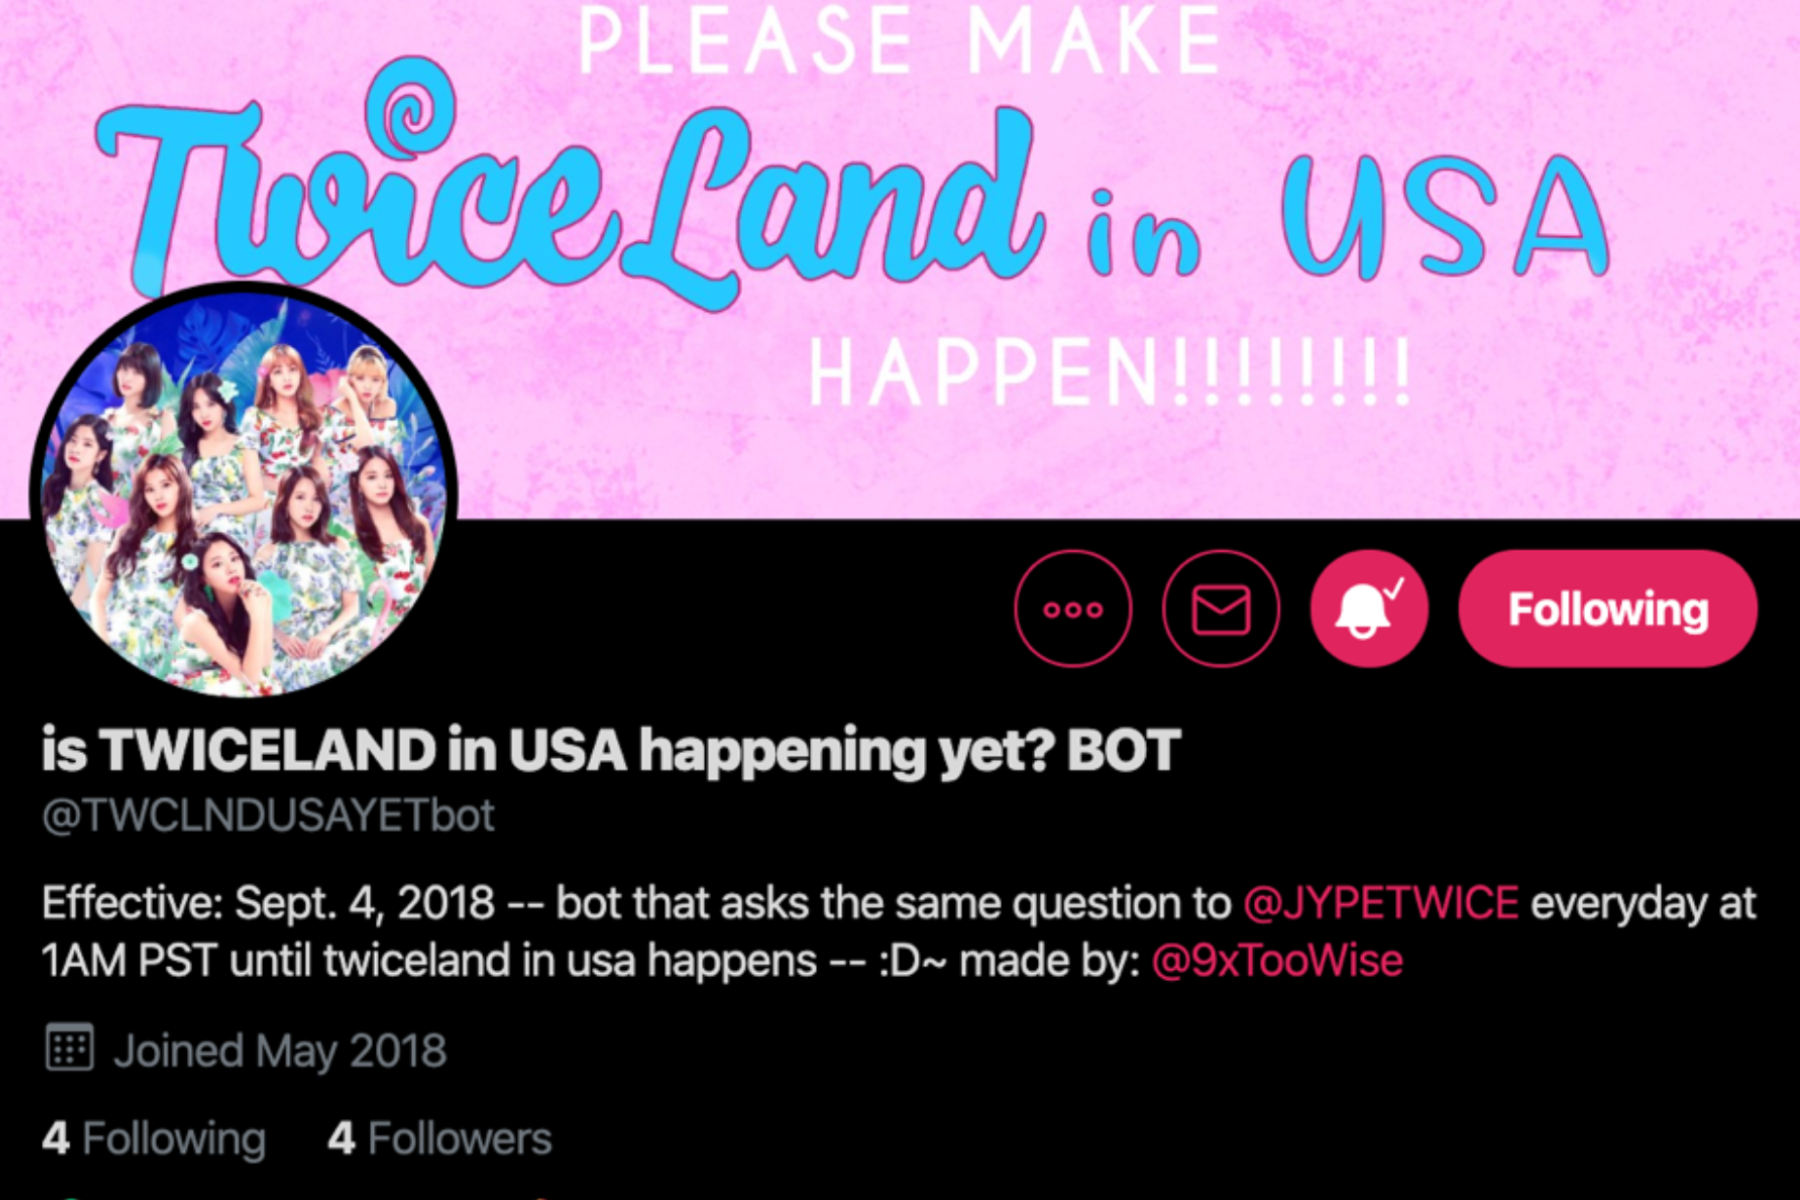 PLEASE MAKE
TwiceLand in USA
HAPPEN!!!!!!!!
Following
is TWICELAND in USA happening yet? BOT
@TWCLNDUSAYETbot
Effective: Sept. 4, 2018 -- bot that asks the same question to @JYPETWICE everyday at
1AM PST until twiceland in usa happens -- :D~ made by: @9xTooWise
Joined May 2018
4 Following 4 Followers